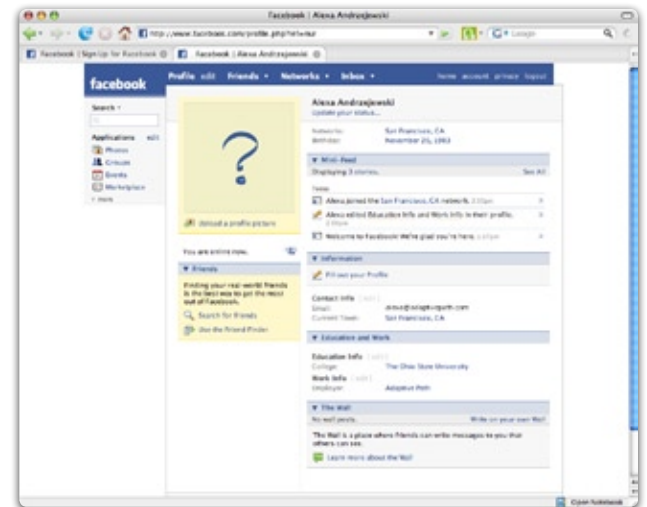 Facebook | Alexa Andrzejewski
Facebook | Sign Up for Facebook
Facebook | Alexa Andrzejewski
facebook
Profile edit Friends Networks Inbox
home account privacy logout
Search
Applications edit
Photos
Groups
Events
Marketplace
more
?
Upload a profile picture
You are online now.
Friends
Finding your real-world friends
is the best way to get the most
out of Facebook.
Search for Friends
Use the Friend Finder
Alexa Andrzejewski
Update your status...
Networks: San Francisco, CA
Birthday: November 25, 1983
Mini-Feed
Displaying 3 stories. See All
Today
Alexa joined the San Francisco, CA network.
Alexa edited Education Info and Work Info in their profile.
Welcome to Facebook! We're glad you're here.
Information
Fill out your Profile
Contact Info [edit]
Email:
Current Town: San Francisco, CA
Education and Work
Education Info [edit]
College: The Ohio State University
Work Info [edit]
Employer: Adaptive Path
The Wall
No wall posts. Write on your own Wall
The Wall is a place where friends can write messages to you that
others can see.
Learn more about the Wall
Open Notebook